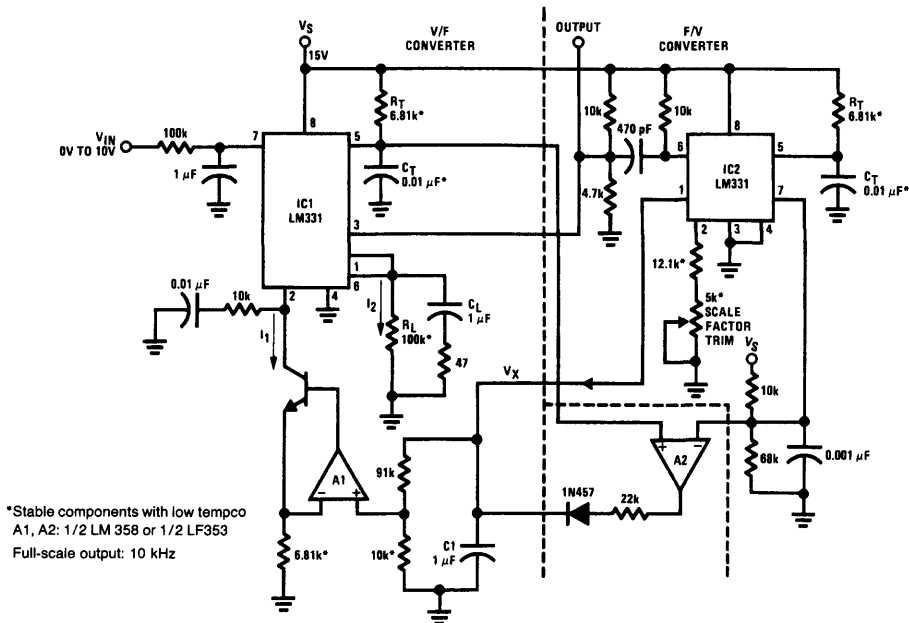 V/F
CONVERTER
OUTPUT
F/V
CONVERTER
VS
15V
RT
6.81k*
10k
10k
RT
6.81k*
VIN
0V TO 10V
100k
7
8
5
1 µF
CT
0.01 µF*
470 pF
6
8
5
IC1
LM331
IC2
LM331
1
7
CT
0.01 µF*
4.7k
3
2
3
4
1
6
12.1k*
0.01 µF
10k
2
4
I1
I2
RL
100k*
CL
1 µF
47
5k*
SCALE
FACTOR
TRIM
VS
VX
10k
+
−
A2
68k
0.001 µF
91k
1N457
22k
A1
−
+
6.81k*
10k*
C1
1 µF
*Stable components with low tempco
A1, A2: 1/2 LM 358 or 1/2 LF353
Full-scale output: 10 kHz